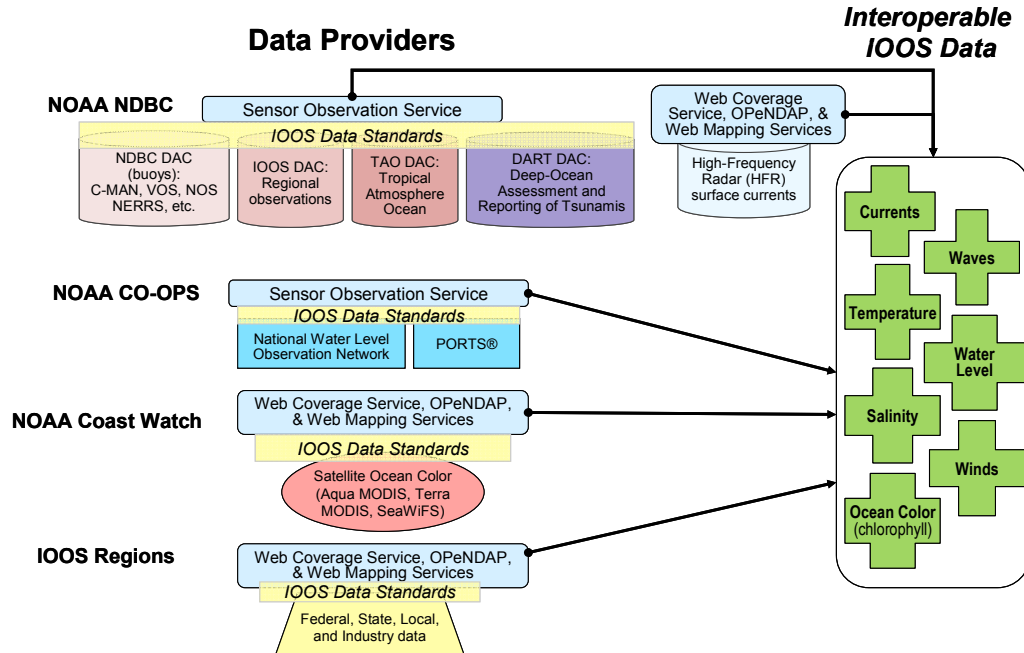 Data Providers
Interoperable
IOOS Data
NOAA NDBC
Sensor Observation Service
IOOS Data Standards
NDBC DAC
(buoys):
C-MAN, VOS, NOS
NERRS, etc.
IOOS DAC:
Regional
observations
TAO DAC:
Tropical
Atmosphere
Ocean
DART DAC:
Deep-Ocean
Assessment and
Reporting of Tsunamis
Web Coverage
Service, OPeNDAP, &
Web Mapping Services
High-Frequency
Radar (HFR)
surface currents
NOAA CO-OPS
Sensor Observation Service
IOOS Data Standards
National Water Level
Observation Network
PORTS®
NOAA Coast Watch
Web Coverage Service, OPeNDAP,
& Web Mapping Services
IOOS Data Standards
Satellite Ocean Color
(Aqua MODIS, Terra
MODIS, SeaWiFS)
IOOS Regions
Web Coverage Service, OPeNDAP,
& Web Mapping Services
IOOS Data Standards
Federal, State, Local,
and Industry data
Currents
Waves
Temperature
Water
Level
Salinity
Winds
Ocean Color
(chlorophyll)